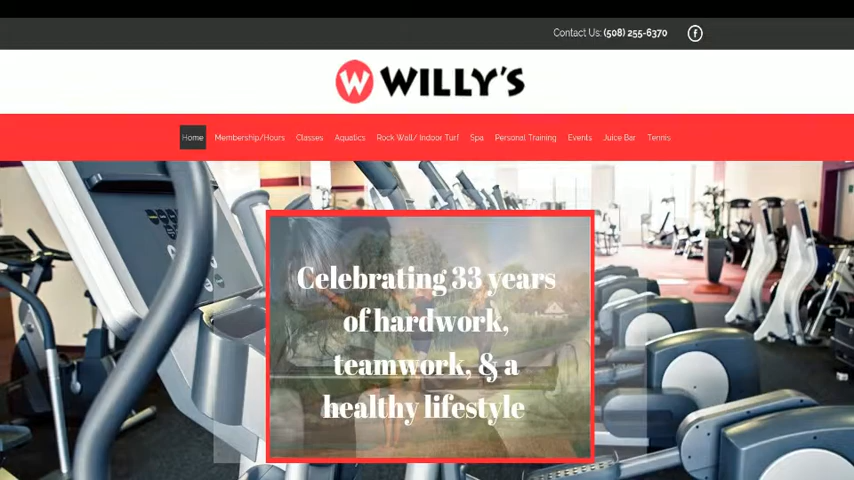 Contact Us: (508) 255-6370
W WILLY'S
Home Membership/Hours Classes Aquatics Rock Wall/ Indoor Turf Spa Personal Training Events Juice Bar Tennis
Celebrating 33 years
of hardwork,
teamwork, & a
healthy lifestyle